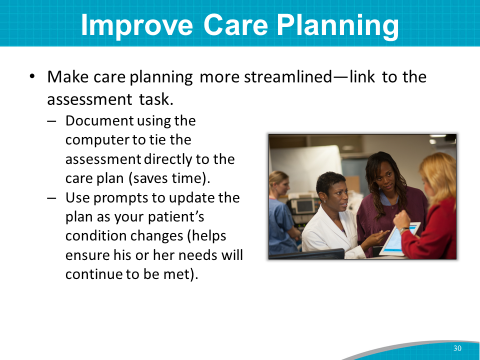 Improve Care Planning
• Make care planning more streamlined—link to the
assessment task.
– Document using the
computer to tie the
assessment directly to the
care plan (saves time).
– Use prompts to update the
plan as your patient’s
condition changes (helps
ensure his or her needs will
continue to be met).
30